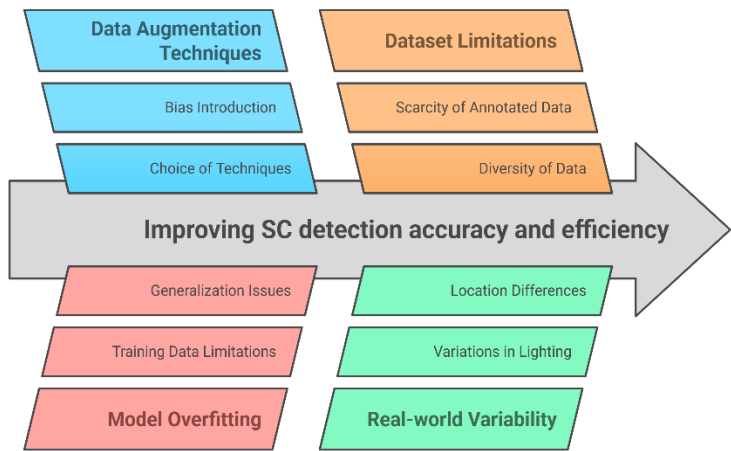 Data Augmentation
Techniques
Dataset Limitations
Bias Introduction
Scarcity of Annotated Data
Choice of Techniques
Diversity of Data
Improving SC detection accuracy and efficiency
Generalization Issues
Location Differences
Training Data Limitations
Variations in Lighting
Model Overfitting
Real-world Variability